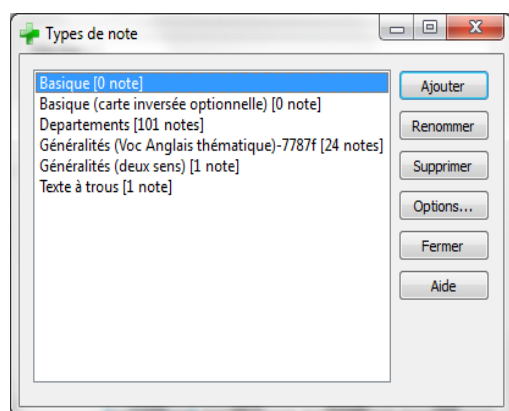 Types de note
Basique [0 note]
Basique (carte inversée optionnelle) [0 note]
Departements [101 notes]
Généralités (Voc Anglais thématique)-7787f [24 notes]
Généralités (deux sens) [1 note]
Texte à trous [1 note]
Ajouter
Renommer
Supprimer
Options...
Fermer
Aide